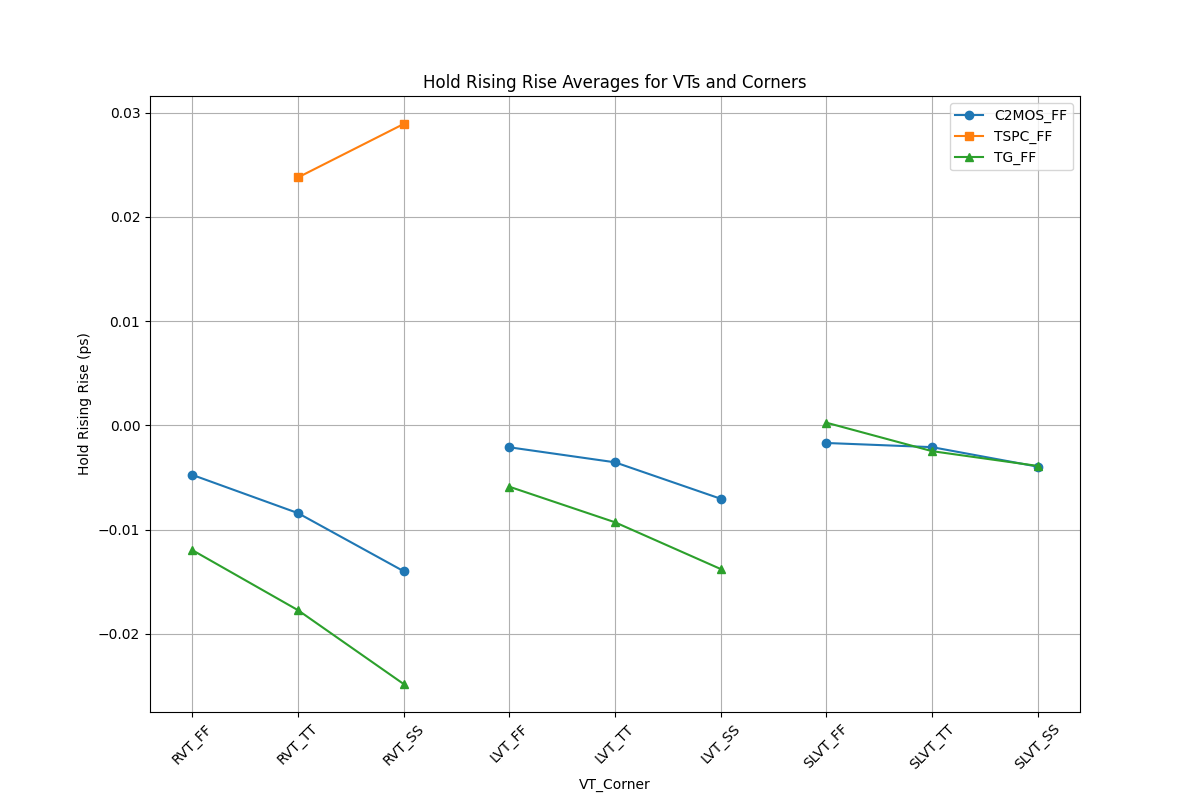 Hold Rising Rise Averages for VTs and Corners
C2MOS_FF
TSPC_FF
TG_FF
Hold Rising Rise (ps)
0.03
0.02
0.01
0.00
−0.01
−0.02
RVT_FF
RVT_TT
RVT_SS
LVT_FF
LVT_TT
LVT_SS
SLVT_FF
SLVT_TT
SLVT_SS
VT_Corner